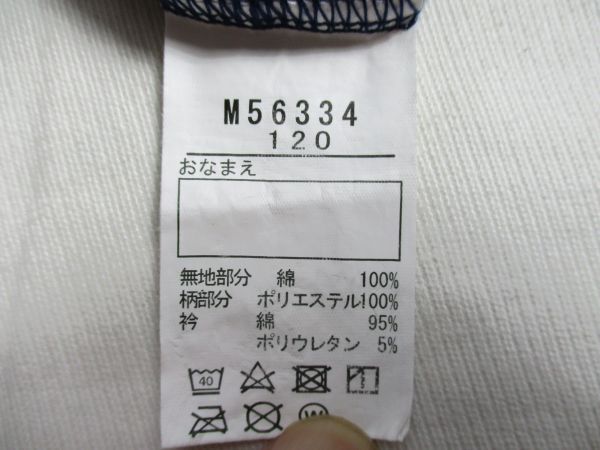 M56334
120
おなまえ
無地部分 綿 100%
柄部分 ポリエステル100%
衿 綿 95%
ポリウレタン 5%
40
W